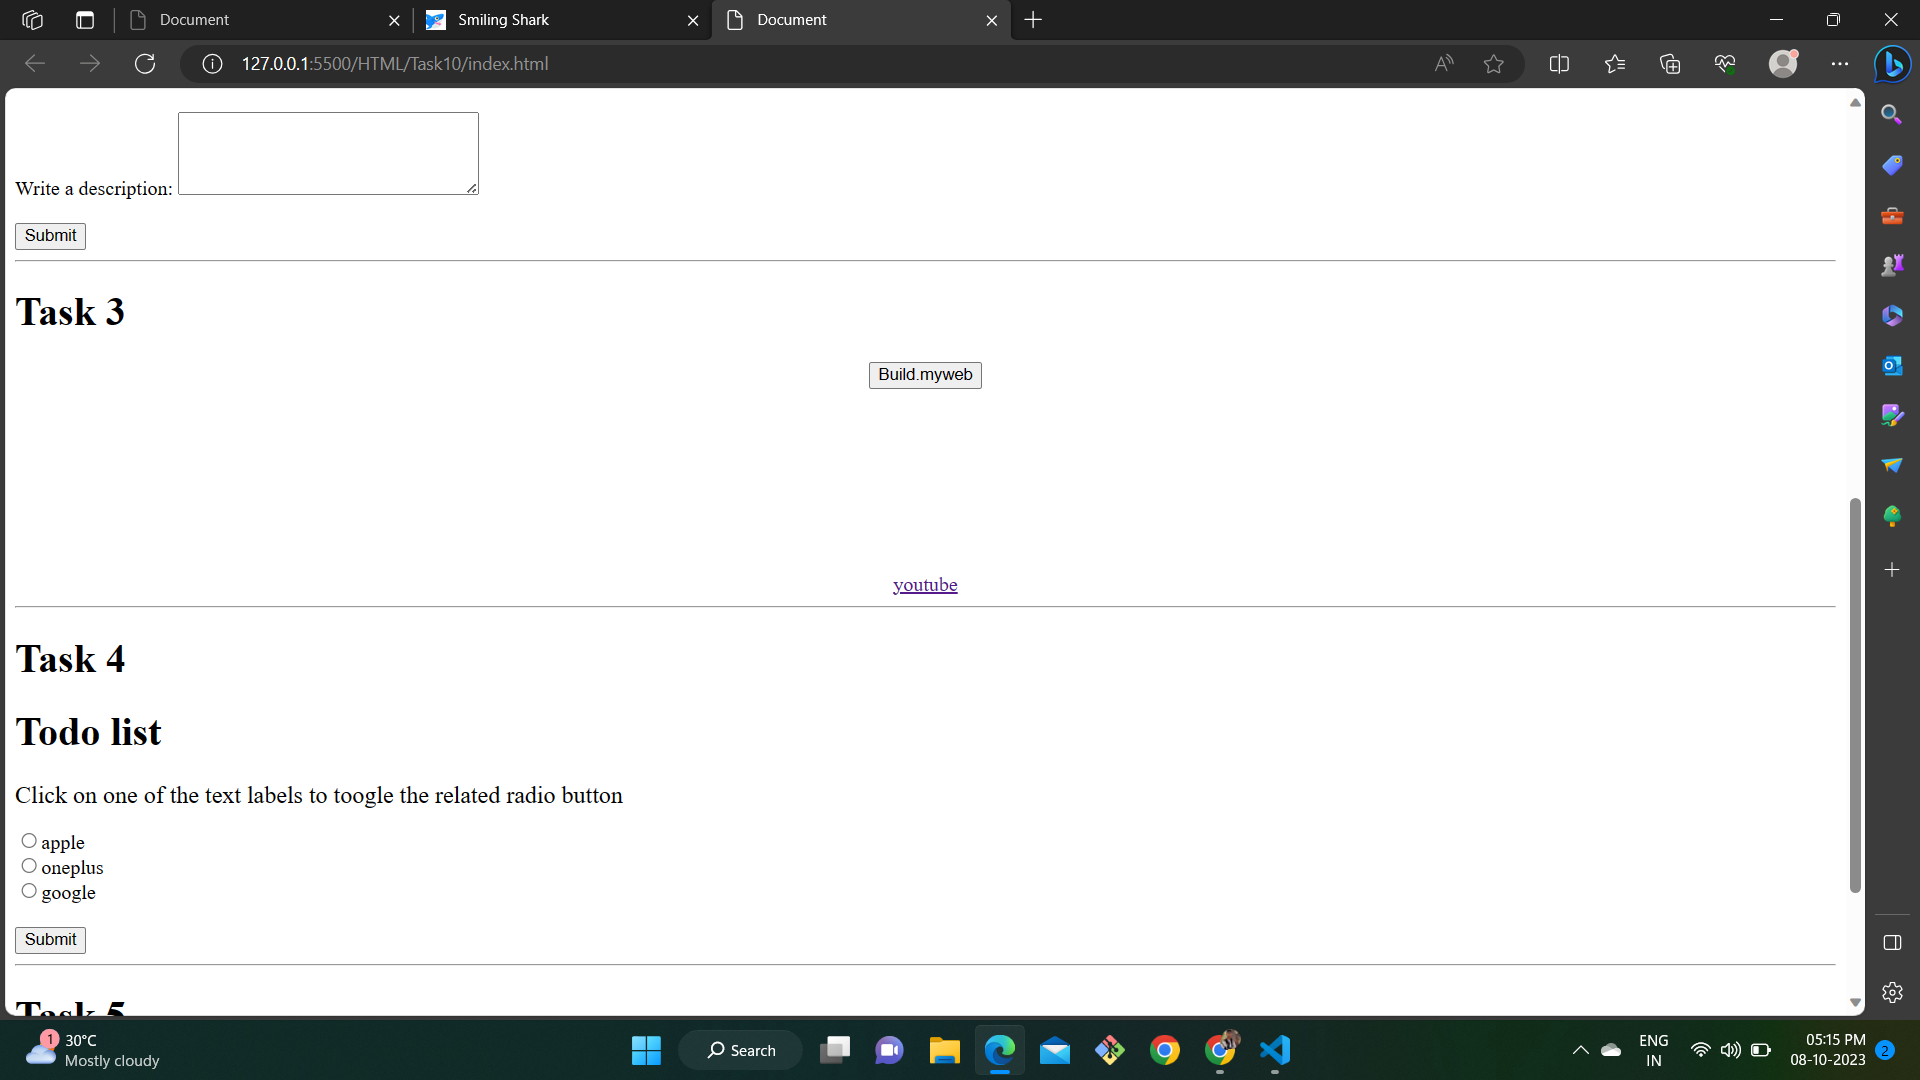 Document
Smiling Shark
Document
127.0.0.1:5500/HTML/Task10/index.html
Write a description:
Submit
Task 3
Build.myweb
youtube
Task 4
Todo list
Click on one of the text labels to toogle the related radio button
apple
oneplus
google
Submit
Task 5
1
30°C
Mostly cloudy
Search
ENG
IN
05:15 PM
08-10-2023
2